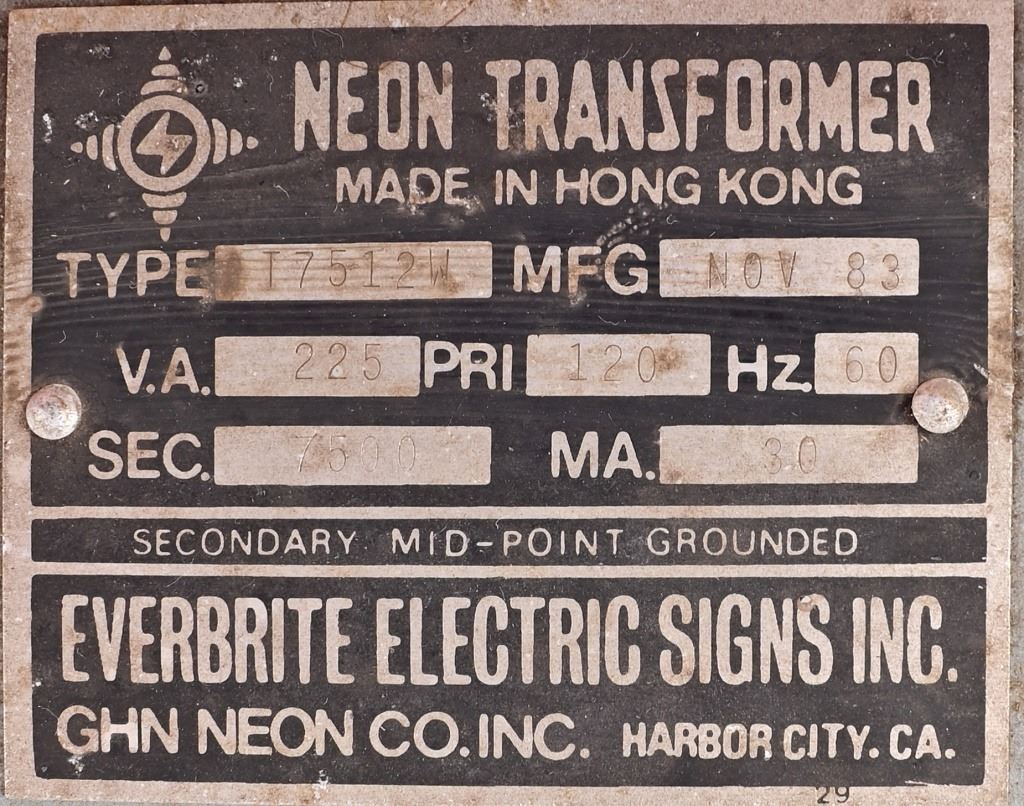 NEON TRANSFORMER
MADE IN HONG KONG
TYPE T7512W MFG NOV 83
V.A. 225 PRI 120 Hz. 60
SEC. 7500 MA. 30
SECONDARY MID-POINT GROUNDED
EVERBRITE ELECTRIC SIGNS INC.
GHN NEON CO. INC. HARBOR CITY. CA.
29